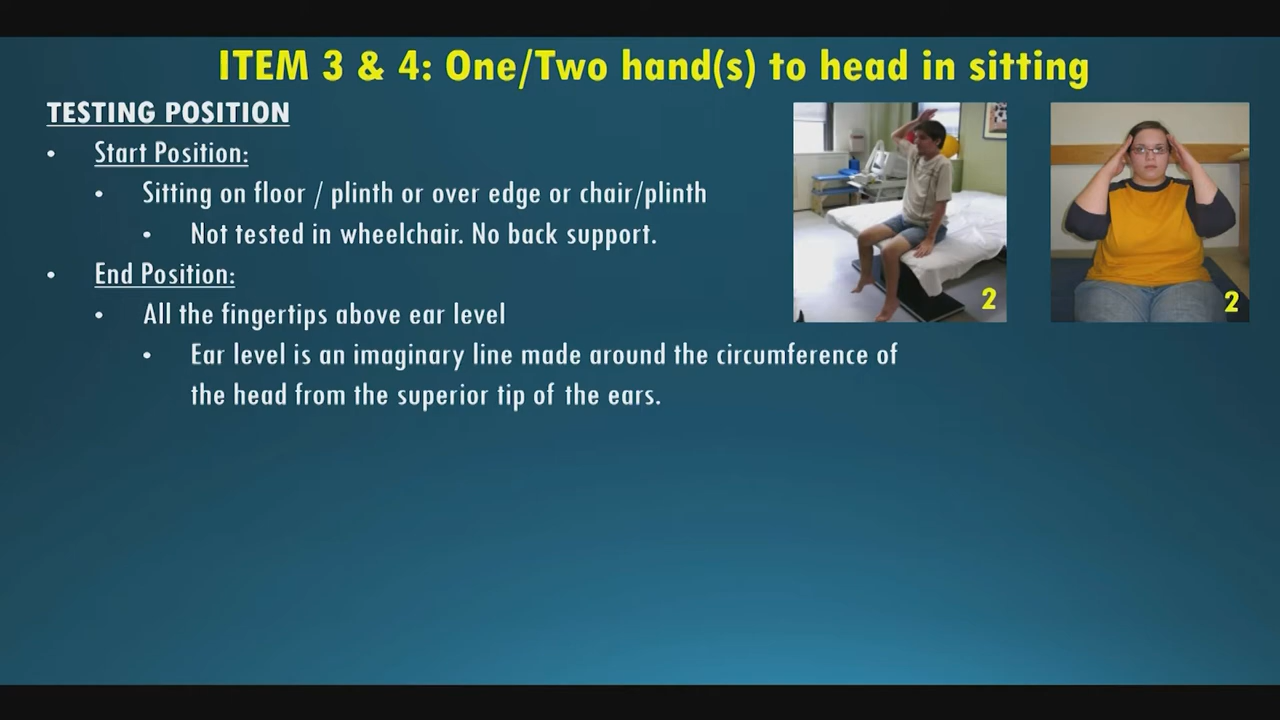 ITEM 3 & 4: One/Two hand(s) to head in sitting
TESTING POSITION
• Start Position:
• Sitting on floor / plinth or over edge or chair/plinth
• Not tested in wheelchair. No back support.
• End Position:
• All the fingertips above ear level
• Ear level is an imaginary line made around the circumference of
the head from the superior tip of the ears.
2
2